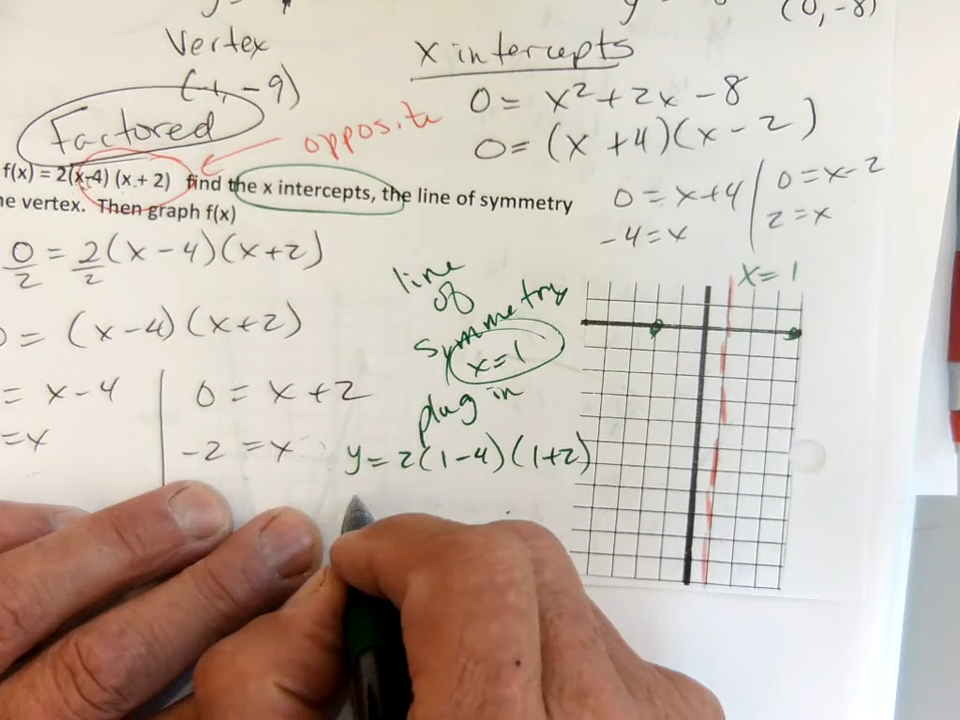 (0, -8)
Vertex
(-1, -9)
x intercepts
0 = x² + 2x - 8
0 = (x + 4)(x - 2)
Factored
opposite
f(x) = 2(x-4) (x + 2) find the x intercepts, the line of symmetry
he vertex. Then graph f(x)
0 = x + 4 | 0 = x - 2
-4 = x | 2 = x
0/2 = 2/2 (x - 4)(x + 2)
0 = (x - 4)(x + 2)
= x - 4 | 0 = x + 2
= x | -2 = x
line
of
symmetry
x = 1
plug in
y = 2(1-4)(1+2)
x = 1